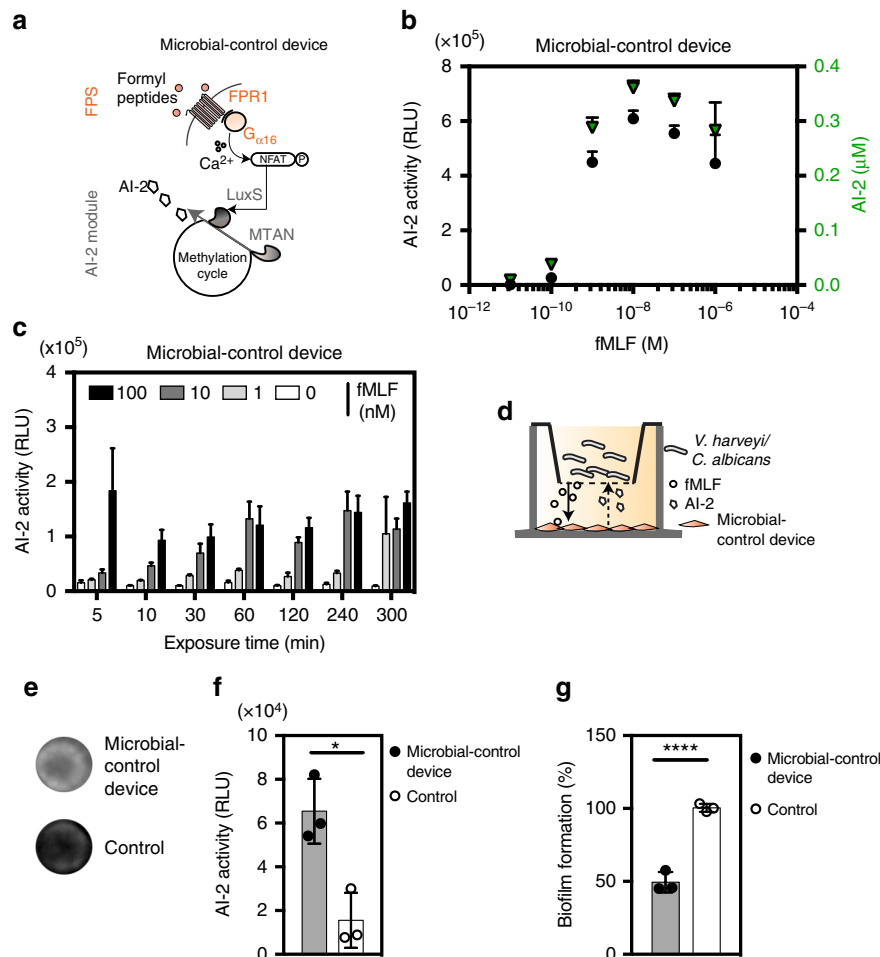 a
Microbial-control device
Formyl
peptides
FPS
FPR1
Gα16
Ca2+
NFAT
P
AI-2
LuxS
MTAN
AI-2 module
Methylation
cycle
b
(×10⁵)
Microbial-control device
8
6
4
2
0
AI-2 activity (RLU)
0.4
0.3
0.2
0.1
0.0
AI-2 (μM)
10⁻¹² 10⁻¹⁰ 10⁻⁸ 10⁻⁶ 10⁻⁴
fMLF (M)
c
(x10⁵)
Microbial-control device
4
3
2
1
0
AI-2 activity (RLU)
100 10 1 0
fMLF
(nM)
5 10 30 60 120 240 300
Exposure time (min)
d
V. harveyi/
C. albicans
fMLF
AI-2
Microbial-
control device
e
Microbial-
control
device
Control
f
(×10⁴)
10
8
6
4
2
0
AI-2 activity (RLU)
*
Microbial-control
device
Control
g
150
100
50
0
Biofilm formation (%)
****
Microbial-control
device
Control